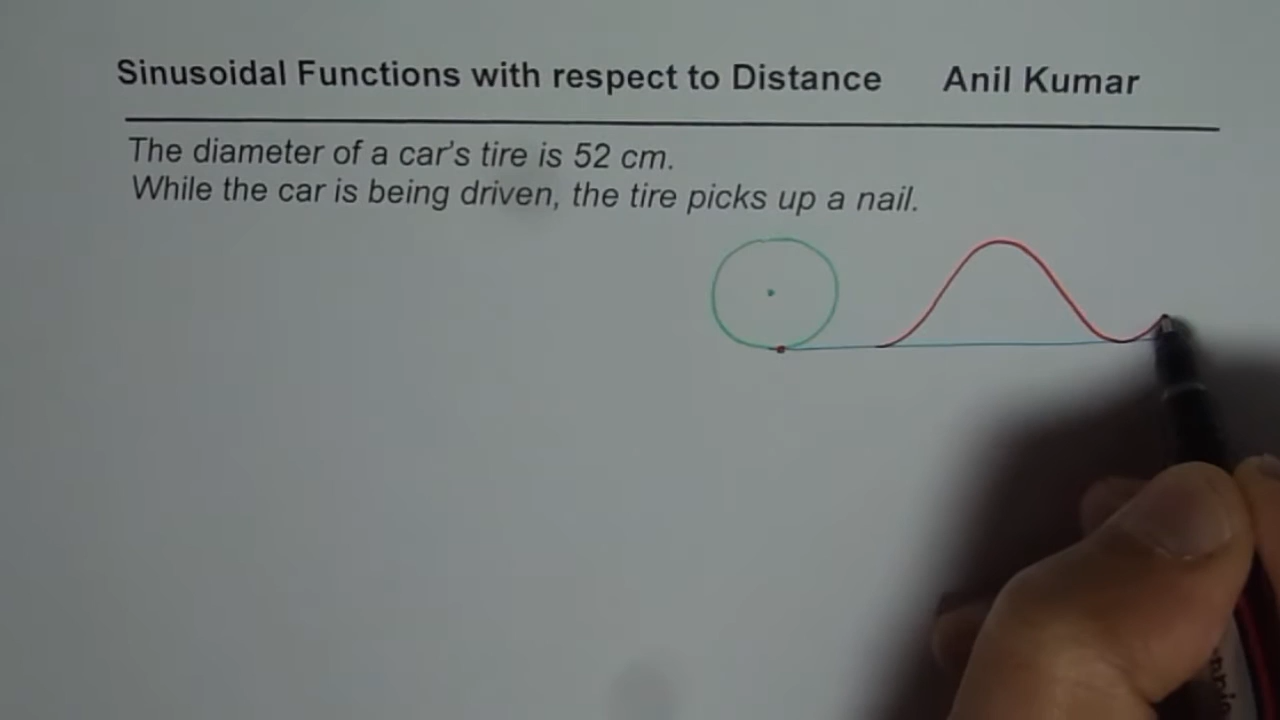 Sinusoidal Functions with respect to Distance Anil Kumar
The diameter of a car's tire is 52 cm.
While the car is being driven, the tire picks up a nail.